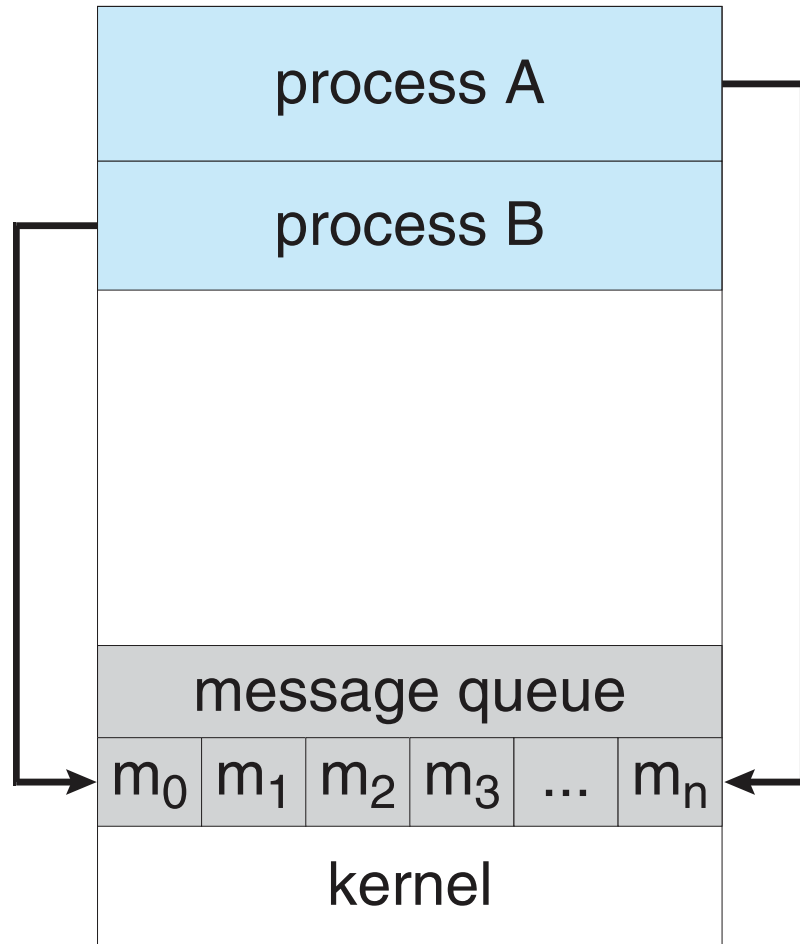 process A
process B
message queue
m₀ m₁ m₂ m₃ ... mₙ
kernel